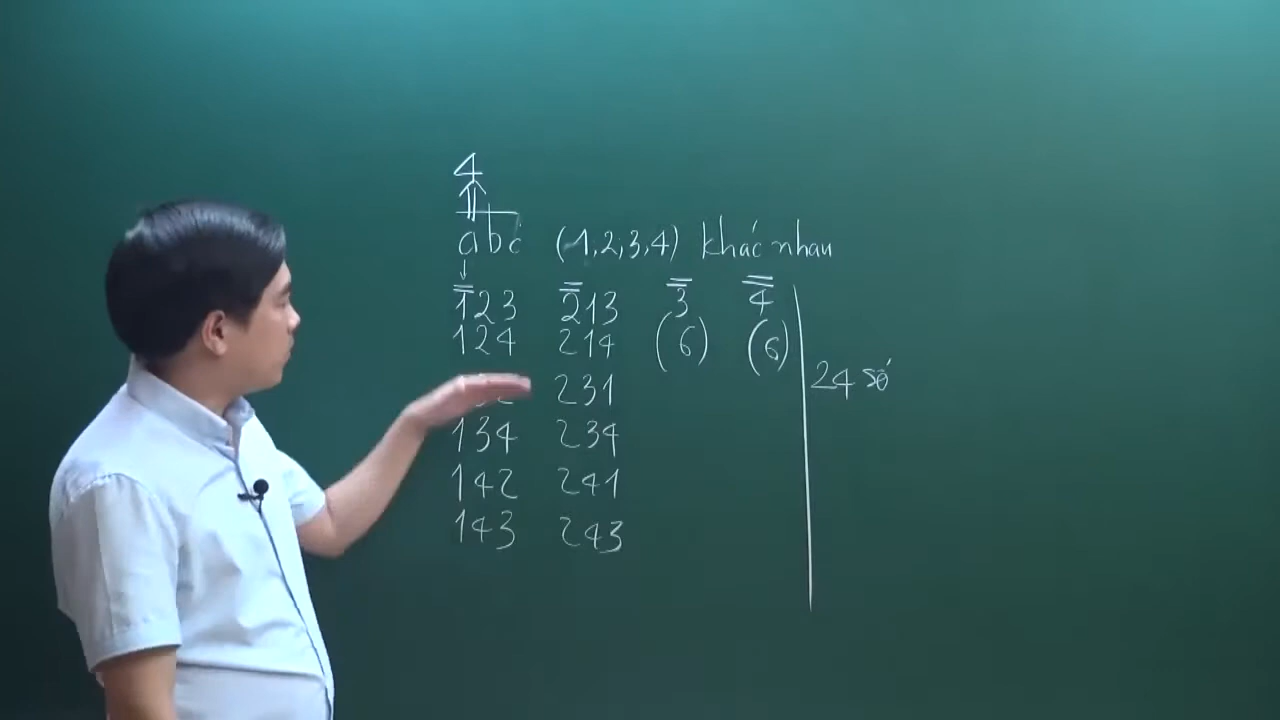 4
abc (1,2,3,4) khác nhau
123 213 3 4
124 214 (6) (6)
231 24 số
134 234
142 241
143 243